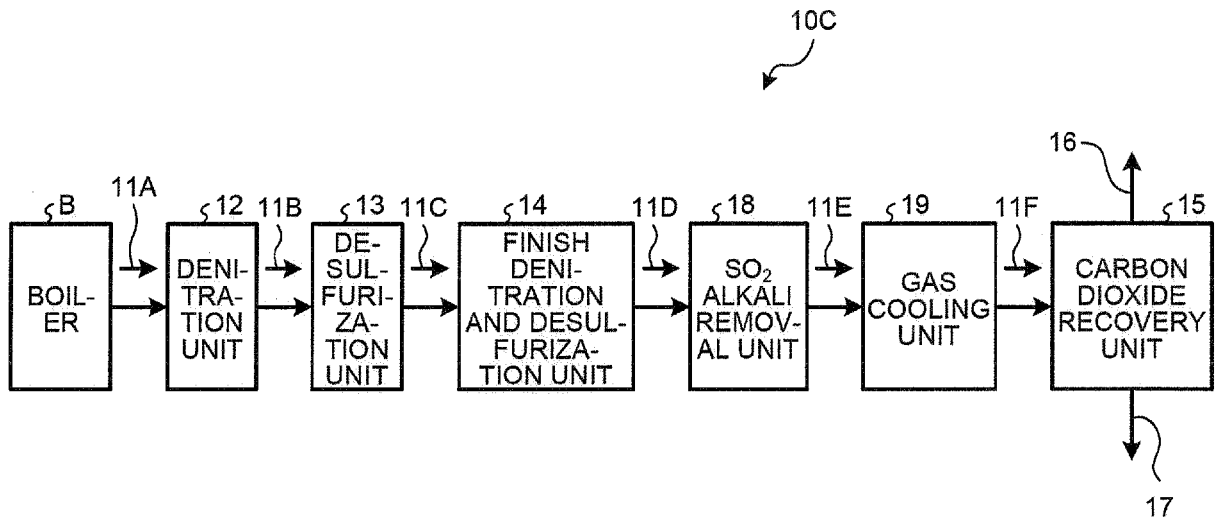 10C
16
B
11A
12
11B
13
11C
14
11D
18
11E
19
11F
15
BOIL-
ER
DENI-
TRA-
TION
UNIT
DE-
SUL-
FURI-
ZA-
TION
UNIT
FINISH
DENI-
TRATION
AND DESUL-
FURIZA-
TION UNIT
SO₂
ALKALI
REMOV-
AL UNIT
GAS
COOLING
UNIT
CARBON
DIOXIDE
RECOVERY
UNIT
17